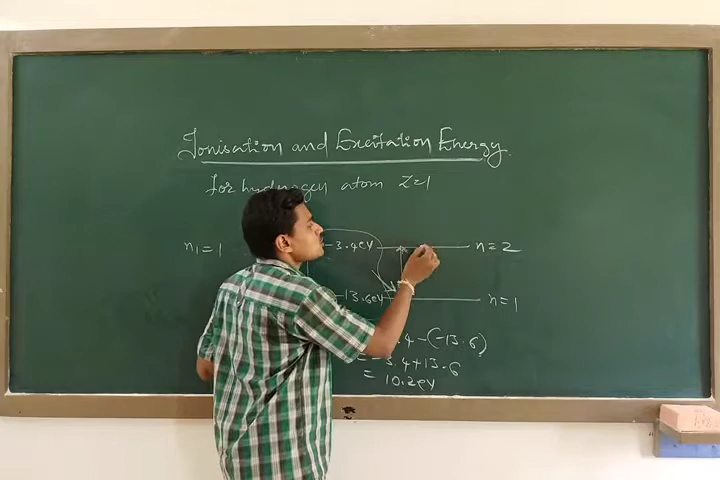 Ionisation and Excitation Energy
For hydrogen atom Z=1
n1=1 -3.4eV n=2
-13.6eV n=1
.4-(-13.6)
= -3.4+13.6
= 10.2eV